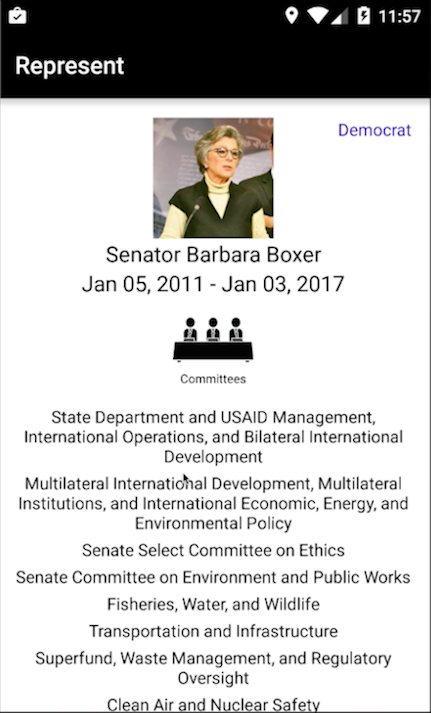 11:57
Represent
Democrat
Senator Barbara Boxer
Jan 05, 2011 - Jan 03, 2017
Committees
State Department and USAID Management,
International Operations, and Bilateral International
Development
Multilateral International Development, Multilateral
Institutions, and International Economic, Energy, and
Environmental Policy
Senate Select Committee on Ethics
Senate Committee on Environment and Public Works
Fisheries, Water, and Wildlife
Transportation and Infrastructure
Superfund, Waste Management, and Regulatory
Oversight
Clean Air and Nuclear Safety